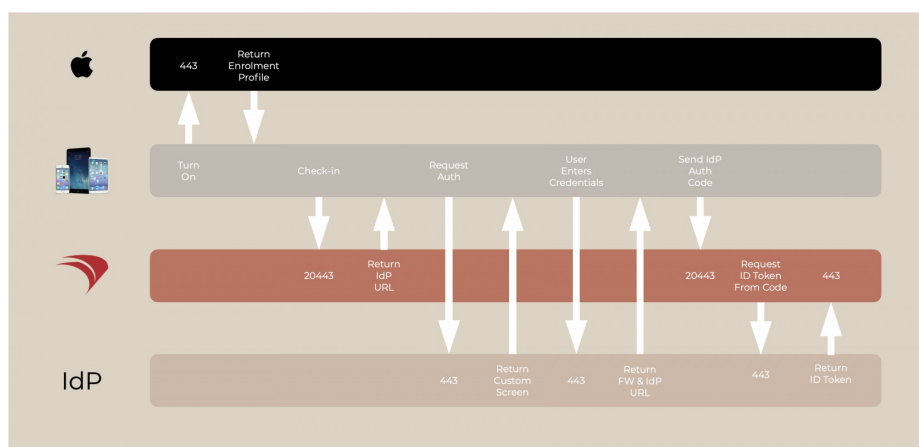 443
Return
Enrolment
Profile
Turn
On
Check-in
Request
Auth
User
Enters
Credentials
Send IdP
Auth
Code
20443
Return
IdP
URL
20443
Request
ID Token
From Code
443
IdP
443
Return
Custom
Screen
443
Return
FW & IdP
URL
443
Return
ID Token